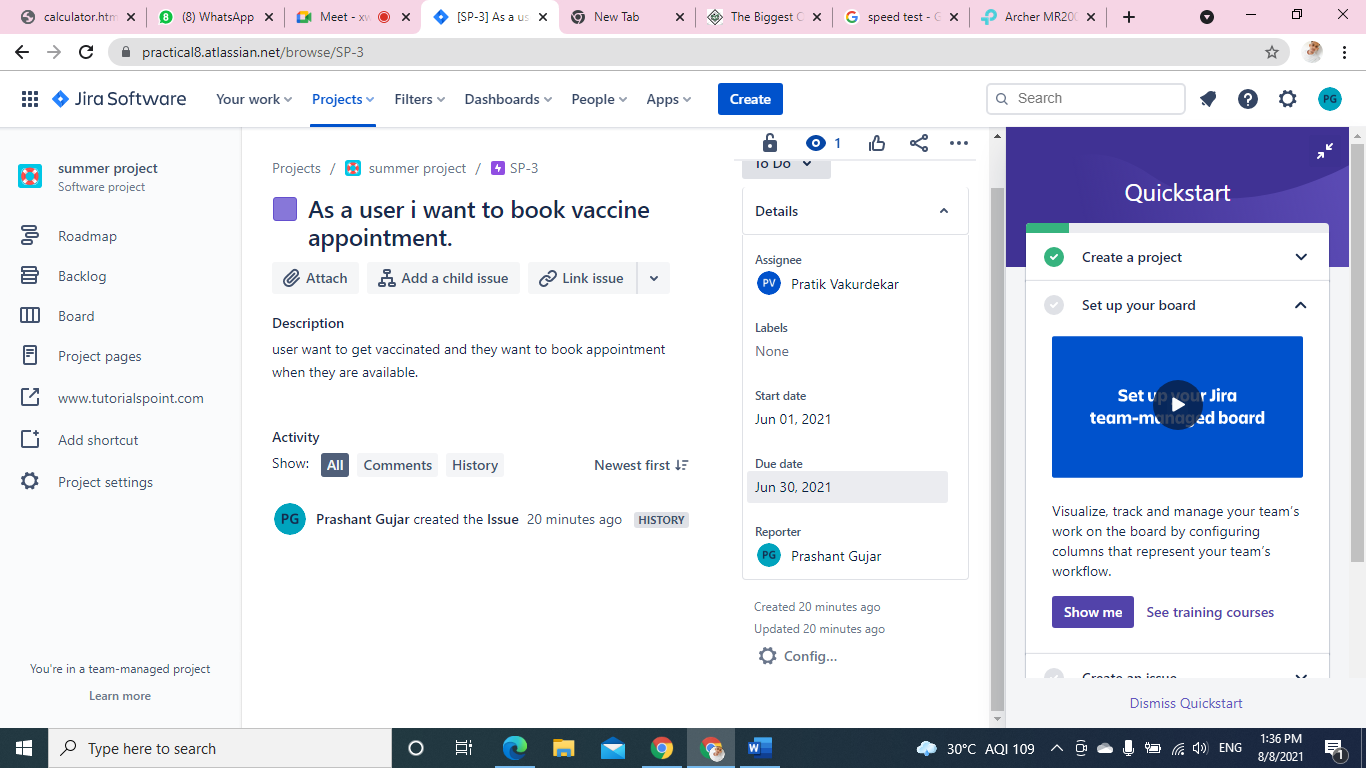 calculator.htm
(8) WhatsApp
Meet - xw
[SP-3] As a us
New Tab
The Biggest C
speed test - G
Archer MR200
practical8.atlassian.net/browse/SP-3
Jira Software
Your work
Projects
Filters
Dashboards
People
Apps
Create
Search
PG
summer project
Software project
Roadmap
Backlog
Board
Project pages
www.tutorialspoint.com
Add shortcut
Project settings
You're in a team-managed project
Learn more
Projects / summer project / SP-3
As a user i want to book vaccine
appointment.
Attach
Add a child issue
Link issue
Description
user want to get vaccinated and they want to book appointment
when they are available.
Activity
Show: All Comments History
Newest first
PG Prashant Gujar created the Issue 20 minutes ago HISTORY
1
To Do
Details
Assignee
PV Pratik Vakurdekar
Labels
None
Start date
Jun 01, 2021
Due date
Jun 30, 2021
Reporter
PG Prashant Gujar
Created 20 minutes ago
Updated 20 minutes ago
Config...
Quickstart
Create a project
Set up your board
Set up your Jira
team-managed board
Visualize, track and manage your team's
work on the board by configuring
columns that represent your team's
workflow.
Show me
See training courses
Create an issue
Dismiss Quickstart
Type here to search
30°C AQI 109
ENG
1:36 PM
8/8/2021
1